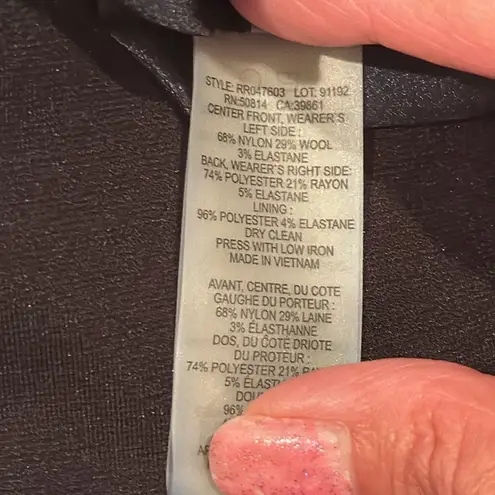 STYLE: RR047603 LOT: 91192
RN:50814 CA:39861
CENTER FRONT, WEARER'S
LEFT SIDE :
68% NYLON 29% WOOL
3% ELASTANE
BACK, WEARER'S RIGHT SIDE:
74% POLYESTER 21% RAYON
5% ELASTANE
LINING :
96% POLYESTER 4% ELASTANE
DRY CLEAN
PRESS WITH LOW IRON
MADE IN VIETNAM
AVANT, CENTRE, DU COTE
GAUGHE DU PORTEUR :
68% NYLON 29% LAINE
3% ÉLASTHANNE
DOS, DU CÔTÉ DRIOTE
DU PROTEUR :
74% POLYESTER 21%
5%
96%